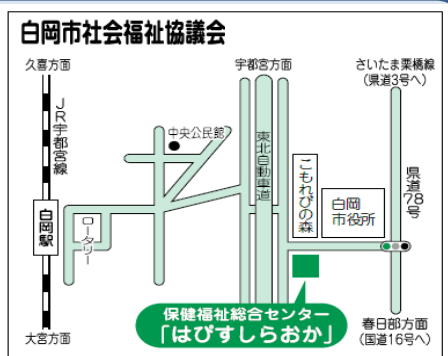 白岡市社会福祉協議会
久喜方面
宇都宮方面
さいたま栗橋線
(県道3号へ)
JR宇都宮線
中央公民館
東北自動車道
こもれびの森
白岡
市役所
県道78号
白岡駅
ロータリー
保健福祉総合センター
「はぴすしらおか」
大宮方面
春日部方面
(国道16号へ)